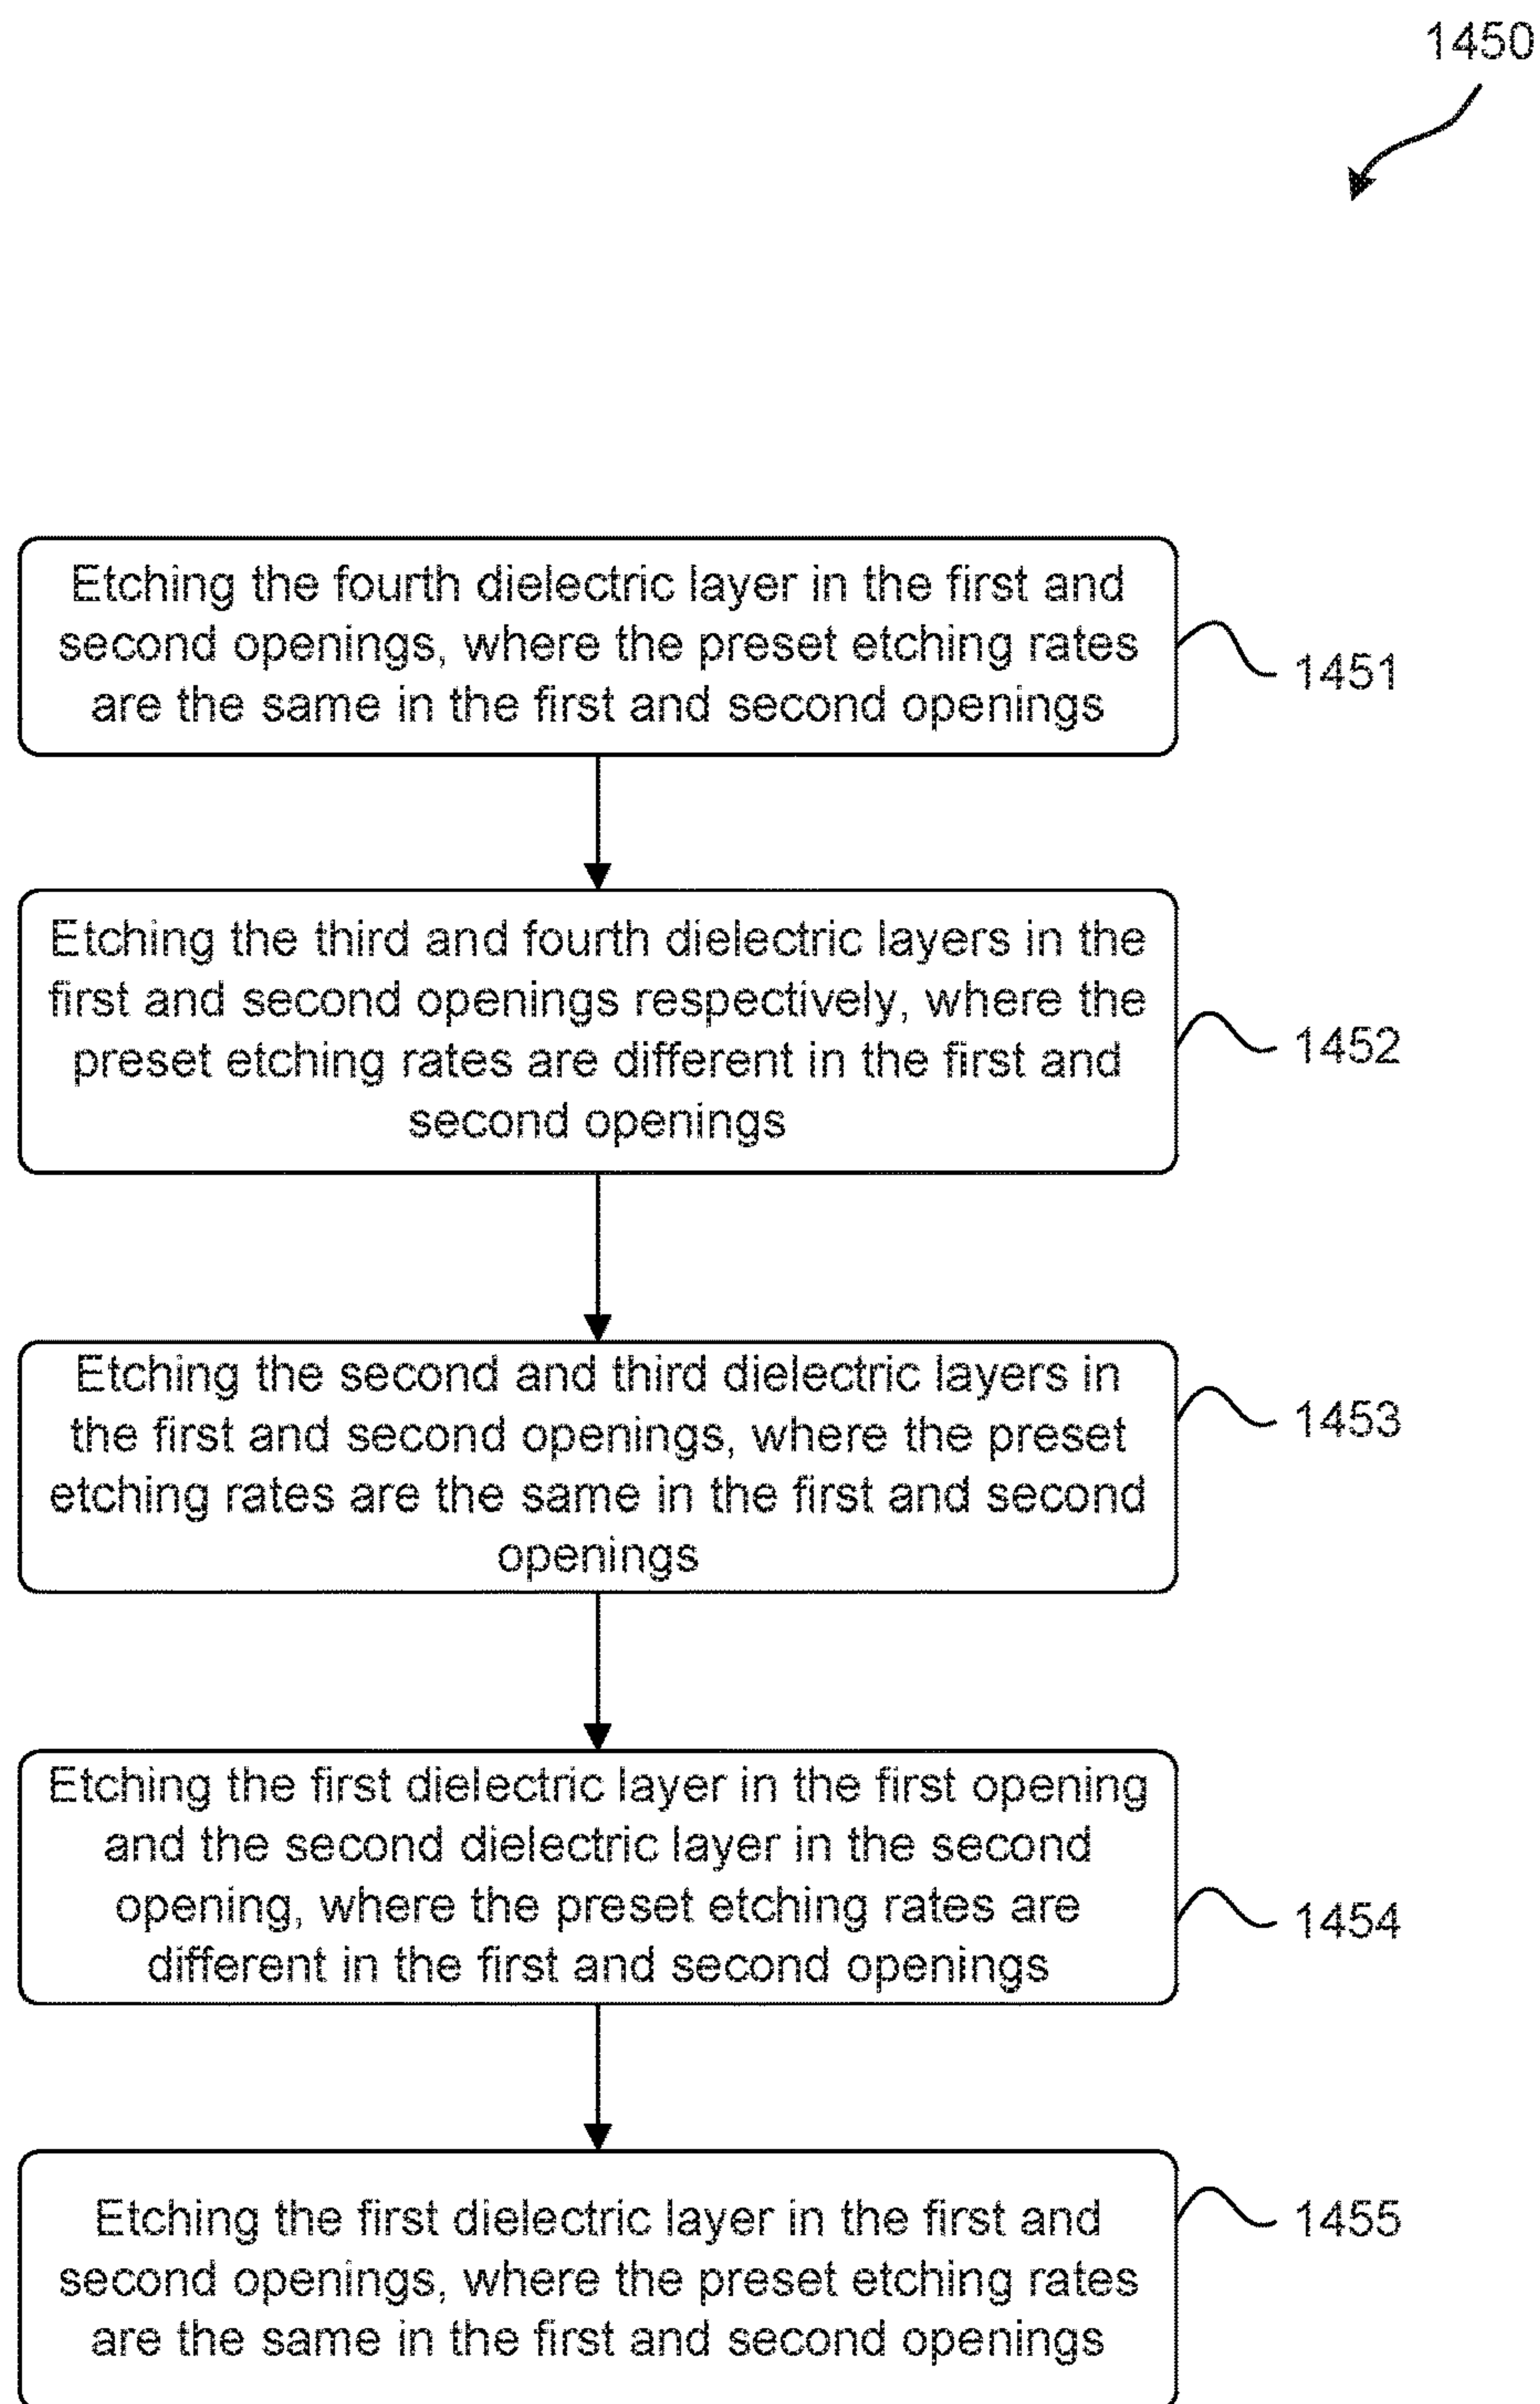 1450
Etching the fourth dielectric layer in the first and
second openings, where the preset etching rates
are the same in the first and second openings
1451
Etching the third and fourth dielectric layers in the
first and second openings respectively, where the
preset etching rates are different in the first and
second openings
1452
Etching the second and third dielectric layers in
the first and second openings, where the preset
etching rates are the same in the first and second
openings
1453
Etching the first dielectric layer in the first opening
and the second dielectric layer in the second
opening, where the preset etching rates are
different in the first and second openings
1454
Etching the first dielectric layer in the first and
second openings, where the preset etching rates
are the same in the first and second openings
1455